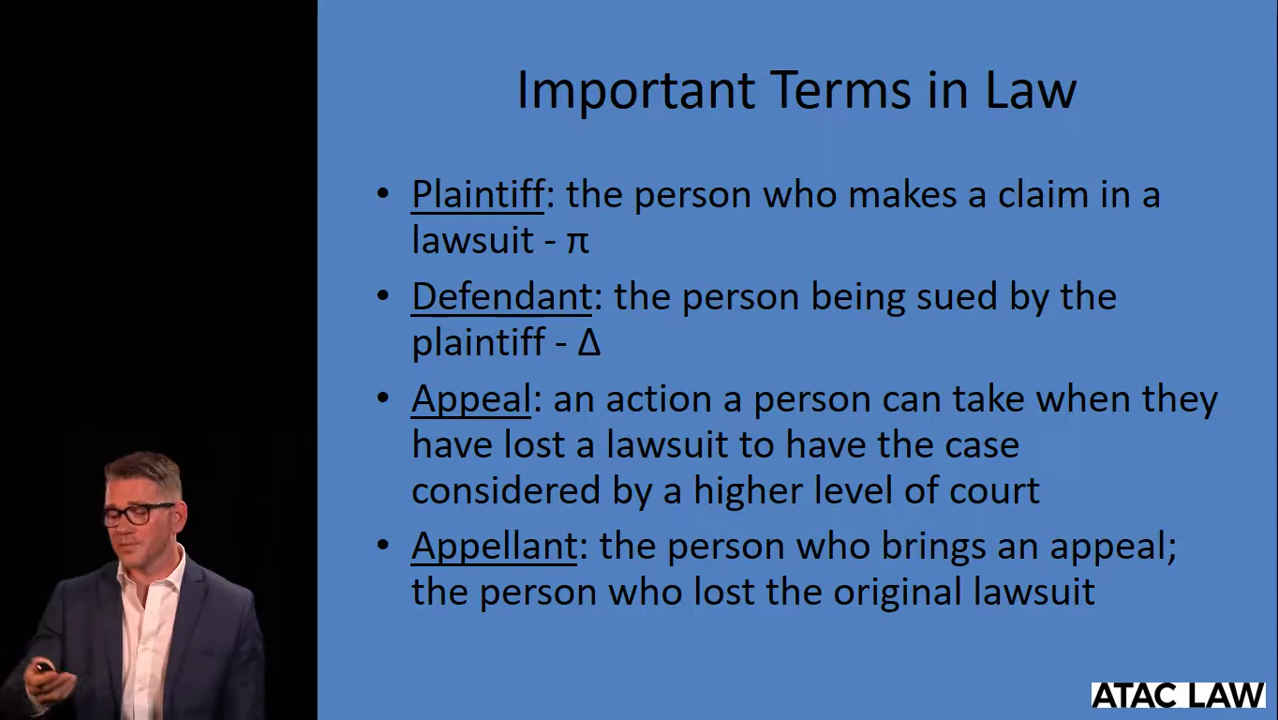 Important Terms in Law
• Plaintiff: the person who makes a claim in a
lawsuit - π
• Defendant: the person being sued by the
plaintiff - Δ
• Appeal: an action a person can take when they
have lost a lawsuit to have the case
considered by a higher level of court
• Appellant: the person who brings an appeal;
the person who lost the original lawsuit
ATAC LAW